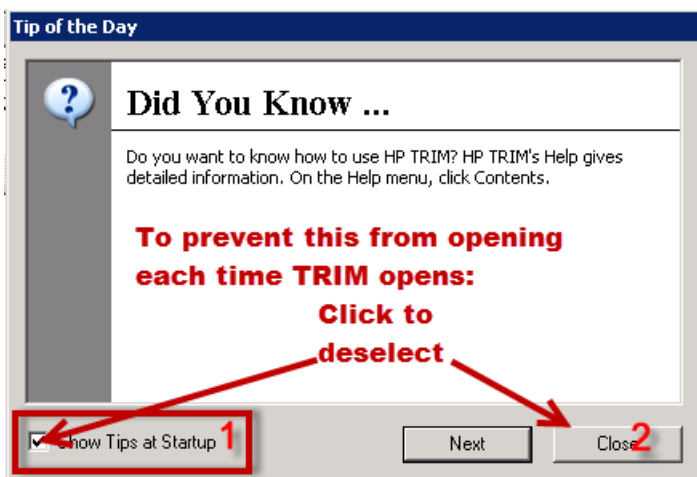 Tip of the Day
Did You Know ...
Do you want to know how to use HP TRIM? HP TRIM's Help gives
detailed information. On the Help menu, click Contents.
To prevent this from opening
each time TRIM opens:
Click to
deselect
Show Tips at Startup 1
Next
Close 2